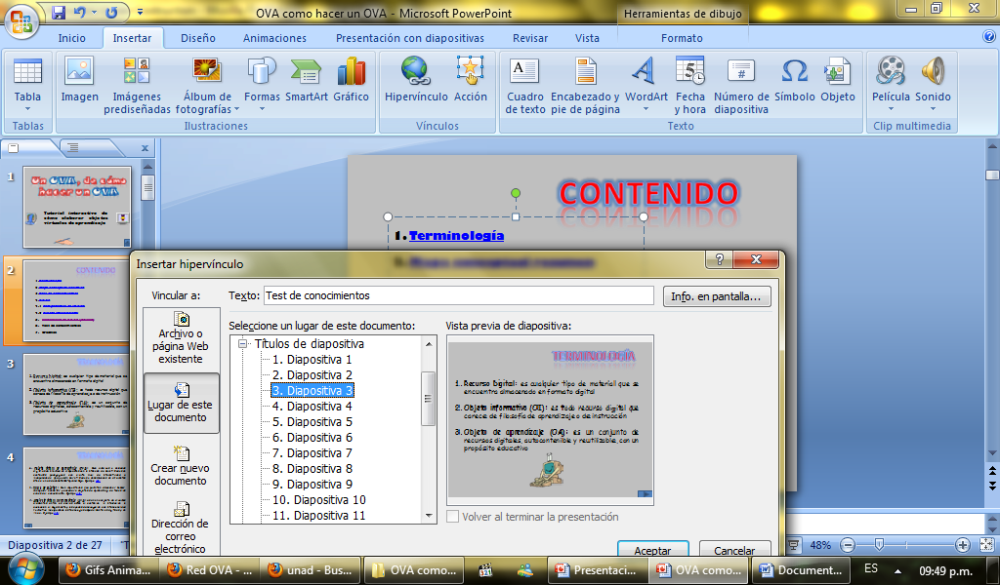 OVA como hacer un OVA - Microsoft PowerPoint
Herramientas de dibujo
Inicio
Insertar
Diseño
Animaciones
Presentación con diapositivas
Revisar
Vista
Formato
Tabla
Imagen
Imágenes prediseñadas
Álbum de fotografías
Formas
SmartArt
Gráfico
Hipervínculo
Acción
Cuadro de texto
Encabezado y pie de página
WordArt
Fecha y hora
Número de diapositiva
Símbolo
Objeto
Película
Sonido
Tablas
Ilustraciones
Vínculos
Texto
Clip multimedia
1
Un OVA, de cómo
hacer un OVA
Tutorial interactivo de
cómo elaborar objetos
virtuales de aprendizaje
2
CONTENIDO
3
TERMINOLOGÍA
4
CONTENIDO
1. Terminología
Insertar hipervínculo
Vincular a:
Texto: Test de conocimientos
Info. en pantalla...
Archivo o
página Web
existente
Lugar de este
documento
Crear nuevo
documento
Dirección de
correo
electrónico
Seleccione un lugar de este documento:
Títulos de diapositiva
1. Diapositiva 1
2. Diapositiva 2
3. Diapositiva 3
4. Diapositiva 4
5. Diapositiva 5
6. Diapositiva 6
7. Diapositiva 7
8. Diapositiva 8
9. Diapositiva 9
10. Diapositiva 10
11. Diapositiva 11
Vista previa de diapositiva:
TERMINOLOGÍA
1. Recurso Digital: es cualquier tipo de material que se
encuentra almacenado en formato digital
2. Objeto informativo (OI): es todo recurso digital que
carece de filosofía de aprendizaje o de instrucción
3. Objeto de aprendizaje (OA): es un conjunto de
recursos digitales, autocontenible y reutilizable, con un
propósito educativo
Volver al terminar la presentación
Aceptar
Cancelar
Diapositiva 2 de 27
48%
Gifs Anima...
Red OVA - ...
unad - Bus...
OVA como...
Presentaci...
OVA como...
Document...
ES
09:49 p.m.